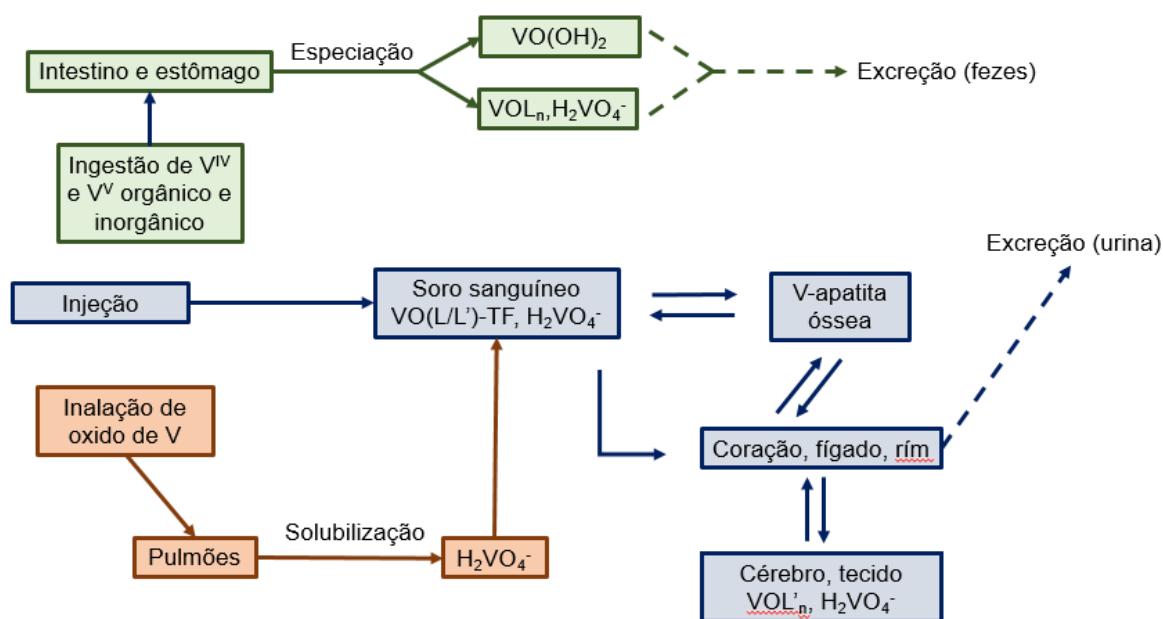 Intestino e estômago
Especiação
VO(OH)₂
VOLₙ,H₂VO₄⁻
Excreção (fezes)
Ingestão de Vᴵⱽ
e Vⱽ orgânico e
inorgânico
Excreção (urina)
Injeção
Soro sanguíneo
VO(L/L’)-TF, H₂VO₄⁻
V-apatita
óssea
Inalação de
oxido de V
Coração, fígado, rím
Pulmões
Solubilização
H₂VO₄⁻
Cérebro, tecido
VOL’ₙ, H₂VO₄⁻